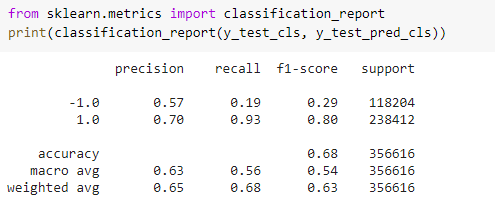 from sklearn.metrics import classification_report
print(classification_report(y_test_cls, y_test_pred_cls))
precision recall f1-score support
-1.0 0.57 0.19 0.29 118204
1.0 0.70 0.93 0.80 238412
accuracy 0.68 356616
macro avg 0.63 0.56 0.54 356616
weighted avg 0.65 0.68 0.63 356616